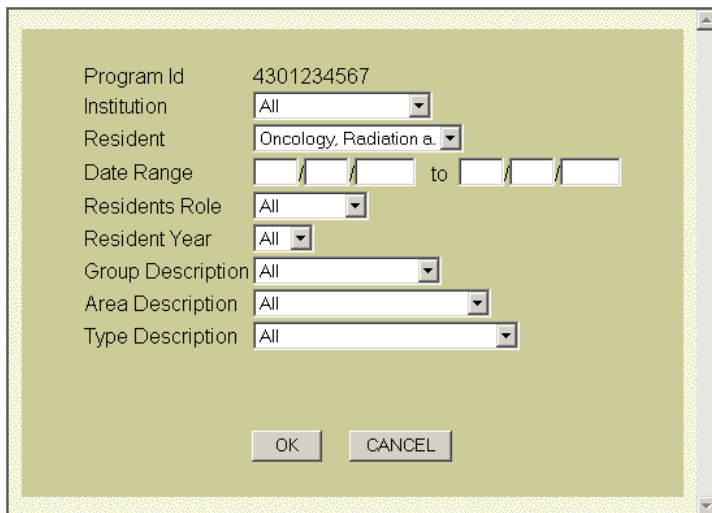 Program Id 4301234567
Institution All
Resident Oncology, Radiation a.
Date Range / / to / /
Residents Role All
Resident Year All
Group Description All
Area Description All
Type Description All
OK CANCEL